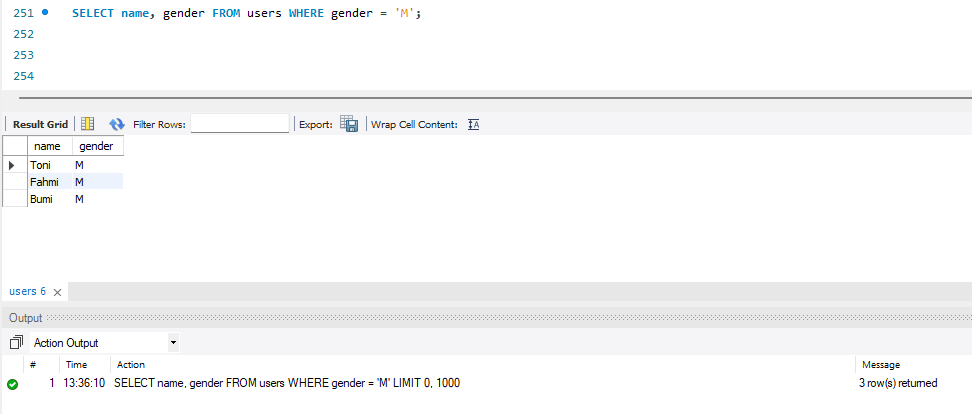 251 SELECT name, gender FROM users WHERE gender = 'M';
252
253
254
Result Grid Filter Rows: Export: Wrap Cell Content:
name gender
Toni M
Fahmi M
Bumi M
users 6
Output
Action Output
# Time Action Message
1 13:36:10 SELECT name, gender FROM users WHERE gender = 'M' LIMIT 0, 1000 3 row(s) returned